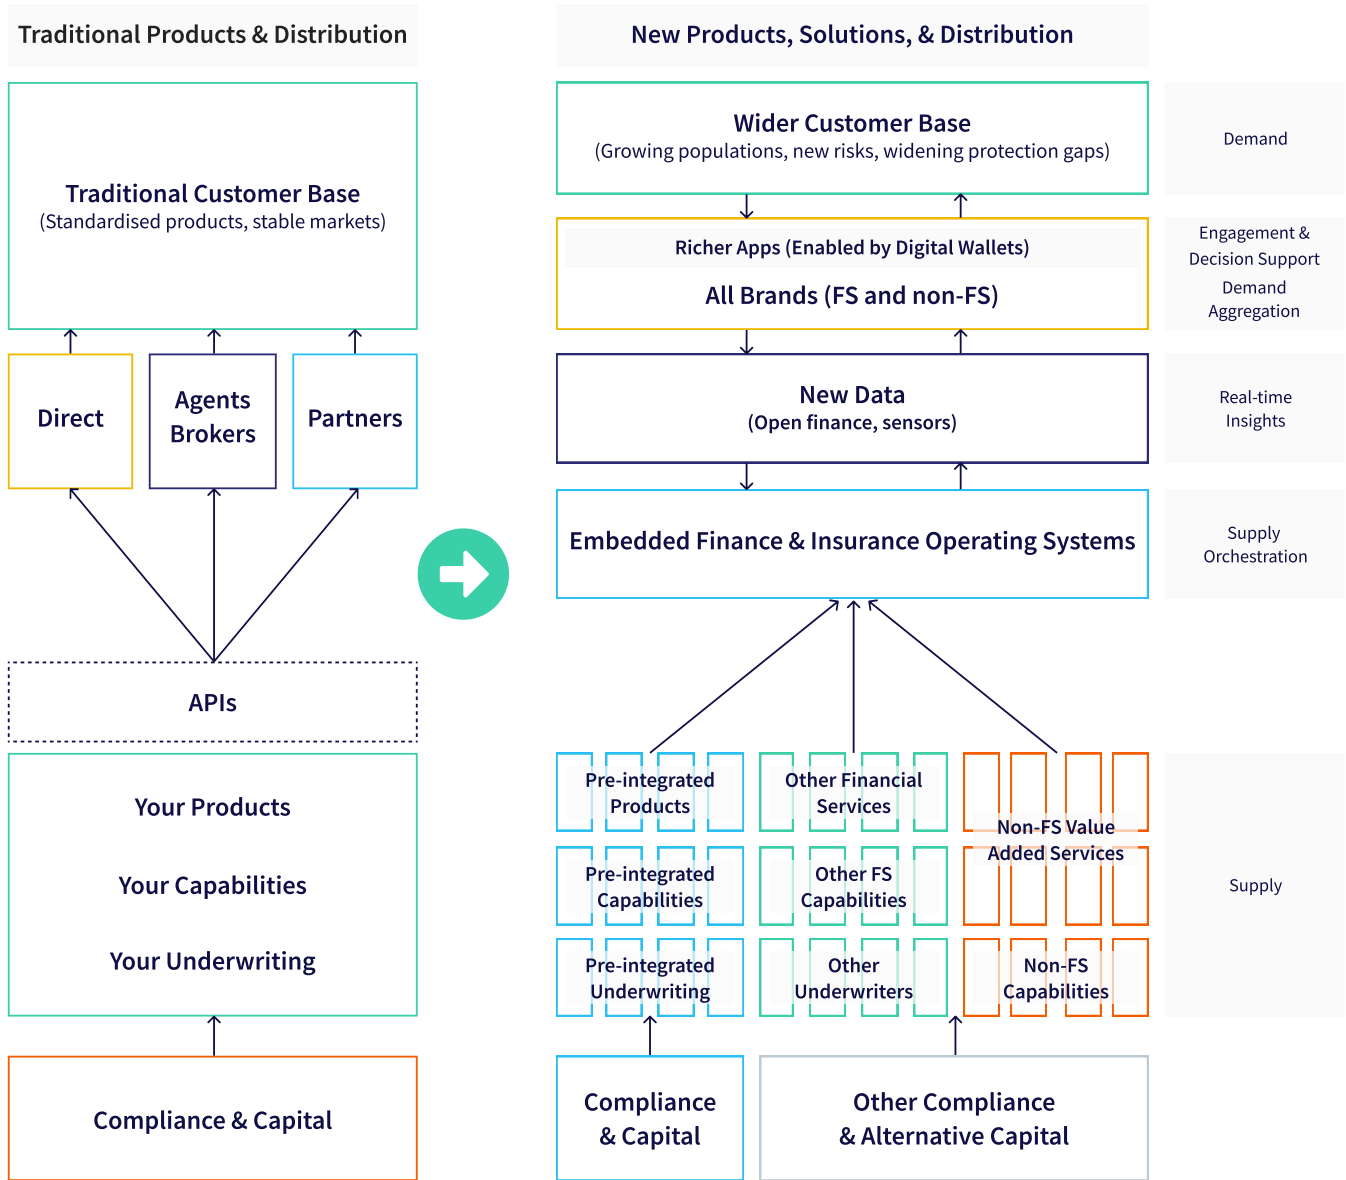 Traditional Products & Distribution
Traditional Customer Base
(Standardised products, stable markets)
Direct
Agents
Brokers
Partners
APIs
Your Products
Your Capabilities
Your Underwriting
Compliance & Capital
New Products, Solutions, & Distribution
Wider Customer Base
(Growing populations, new risks, widening protection gaps)
Demand
Richer Apps (Enabled by Digital Wallets)
All Brands (FS and non-FS)
Engagement &
Decision Support
Demand
Aggregation
New Data
(Open finance, sensors)
Real-time
Insights
Embedded Finance & Insurance Operating Systems
Supply
Orchestration
Pre-integrated
Products
Other Financial
Services
Non-FS Value
Added Services
Pre-integrated
Capabilities
Other FS
Capabilities
Pre-integrated
Underwriting
Other
Underwriters
Non-FS
Capabilities
Supply
Compliance
& Capital
Other Compliance
& Alternative Capital